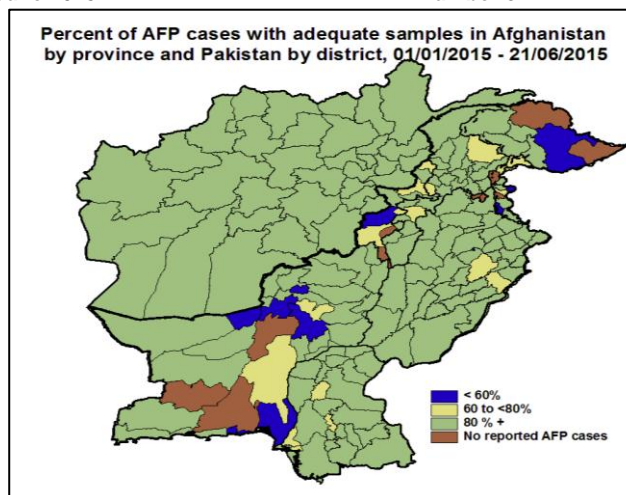 Percent of AFP cases with adequate samples in Afghanistan
by province and Pakistan by district, 01/01/2015 - 21/06/2015
< 60%
60 to <80%
80 % +
No reported AFP cases